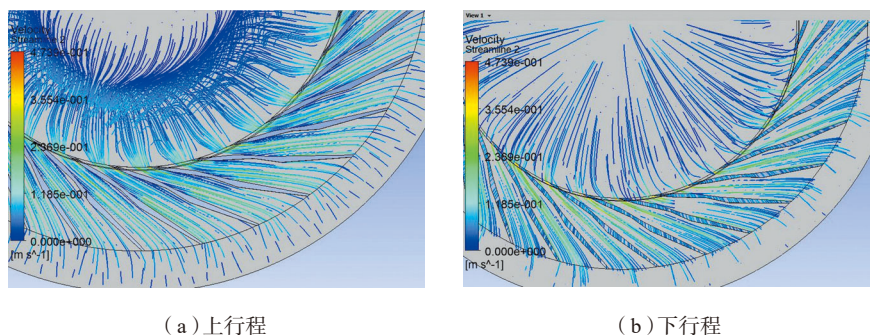 Velocity
Streamline 2
4.739e-001
3.554e-001
2.369e-001
1.185e-001
0.000e+000
[m s^-1]
View 1
Velocity
Streamline 2
4.739e-001
3.554e-001
2.369e-001
1.185e-001
0.000e+000
[m s^-1]
（a）上行程
（b）下行程